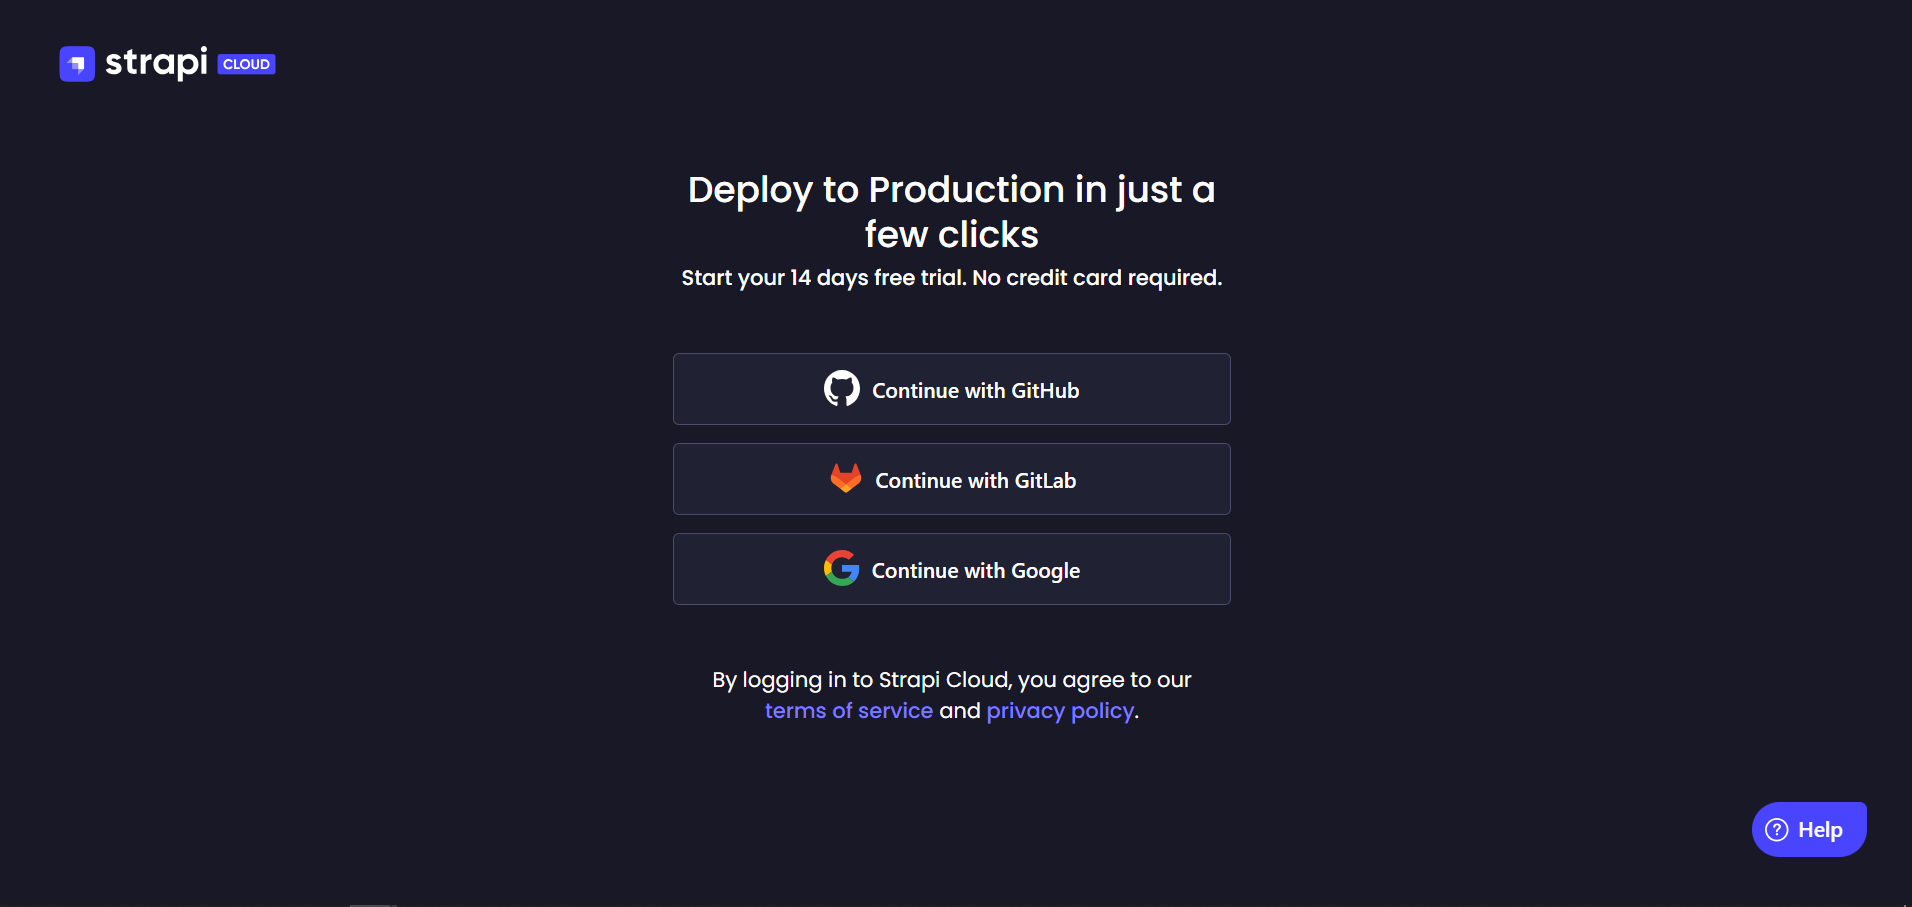 strapi CLOUD
Deploy to Production in just a
few clicks
Start your 14 days free trial. No credit card required.
Continue with GitHub
Continue with GitLab
Continue with Google
By logging in to Strapi Cloud, you agree to our
terms of service and privacy policy.
Help